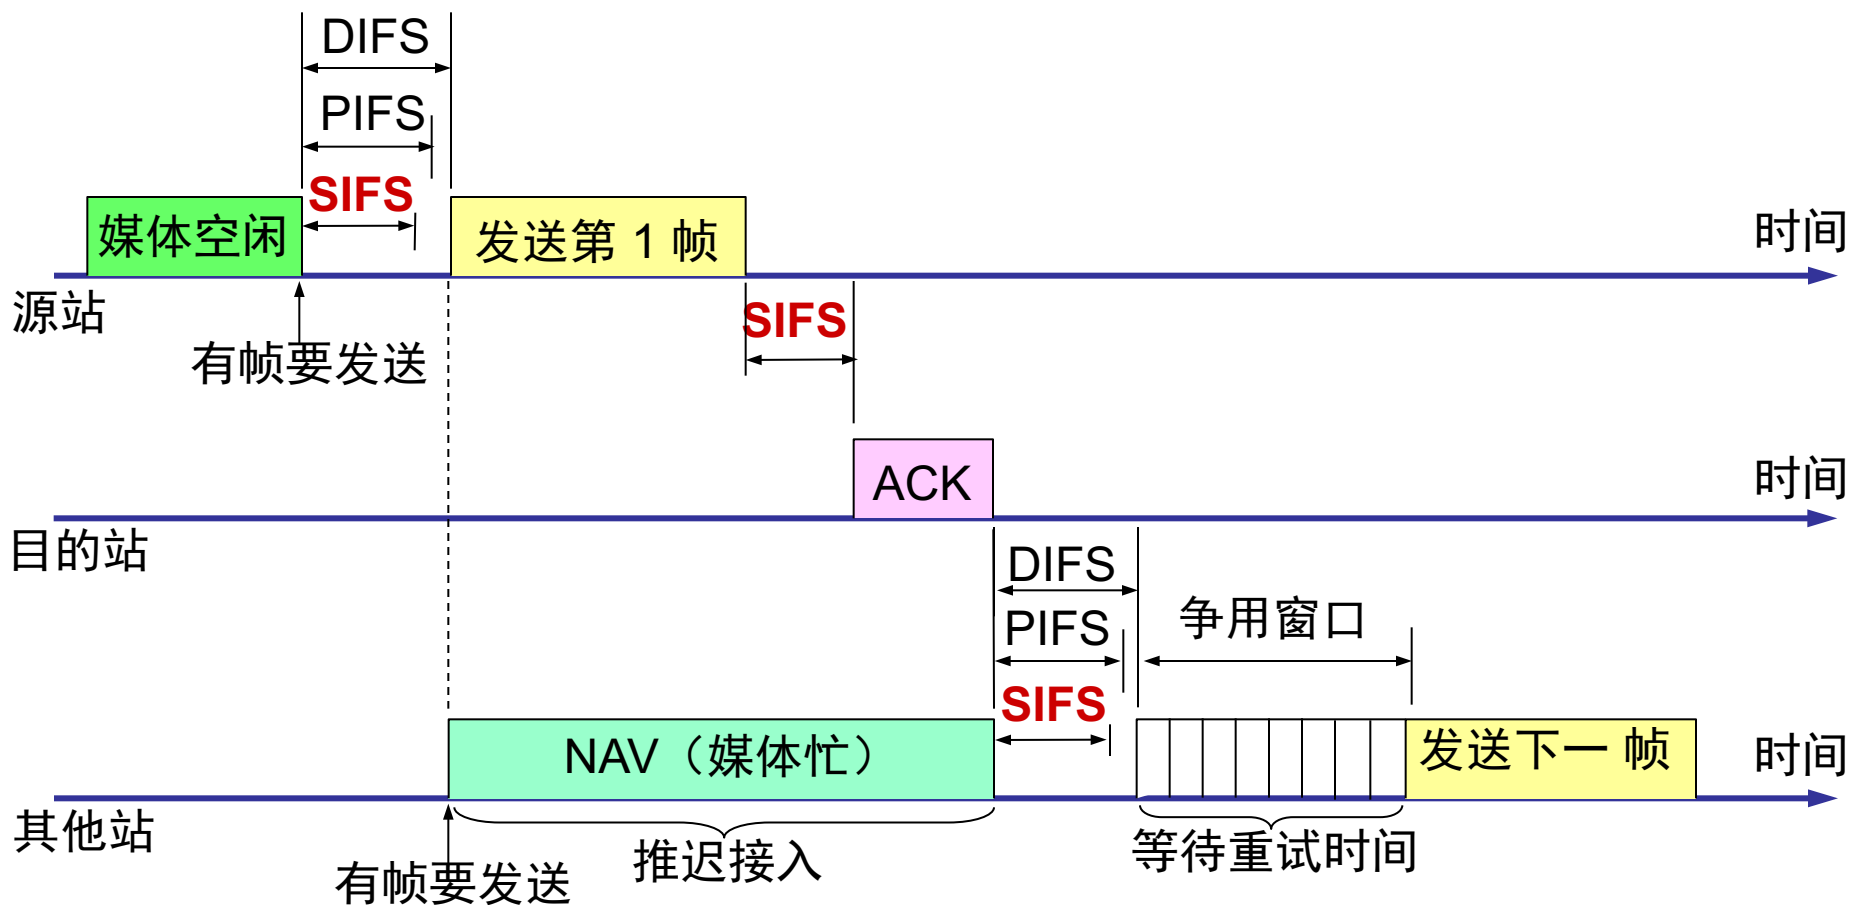 DIFS
PIFS
SIFS
媒体空闲
发送第 1 帧
时间
源站
SIFS
有帧要发送
ACK
时间
目的站
DIFS
争用窗口
PIFS
SIFS
NAV（媒体忙）
发送下一 帧
时间
其他站
推迟接入
等待重试时间
有帧要发送